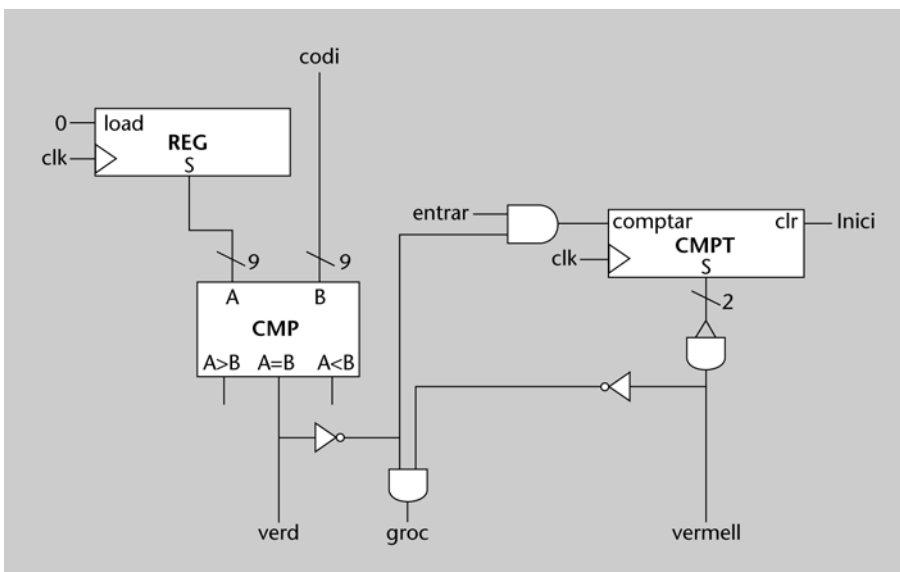 codi
0
load
REG
clk
S
entrar
comptar
clr
Inici
CMPT
clk
S
9
9
2
A
B
CMP
A>B
A=B
A<B
verd
groc
vermell